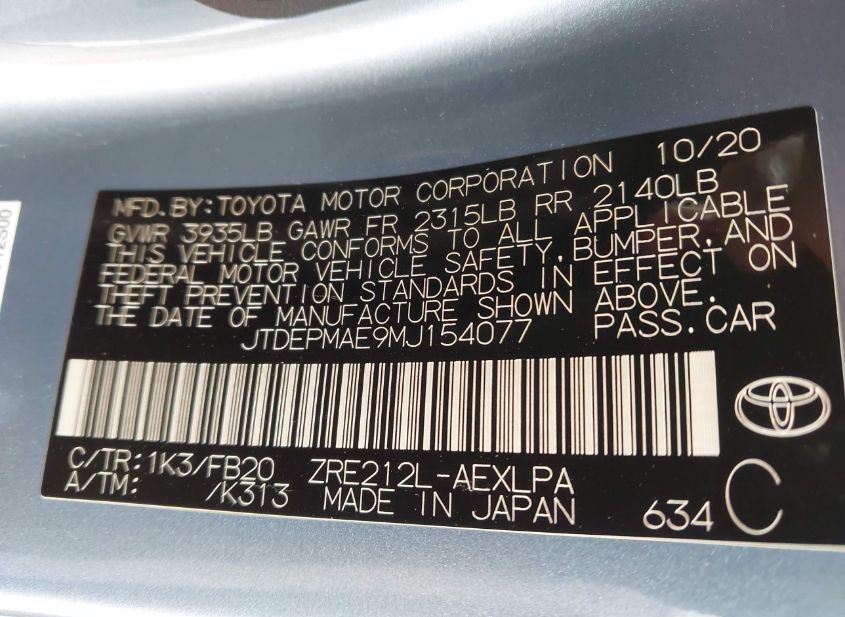 MFD.BY:TOYOTA MOTOR CORPORATION 10/20
GVWR 3935LB GAWR FR 2315LB RR 2140LB
THIS VEHICLE CONFORMS TO ALL APPLICABLE
FEDERAL MOTOR VEHICLE SAFETY,BUMPER,AND
THEFT PREVENTION STANDARDS IN EFFECT ON
THE DATE OF MANUFACTURE SHOWN ABOVE.
JTDEPMAE9MJ154077 PASS.CAR
C/TR:1K3/FB20 ZRE212L-AEXLPA
A/TM: /K313 MADE IN JAPAN 634 C